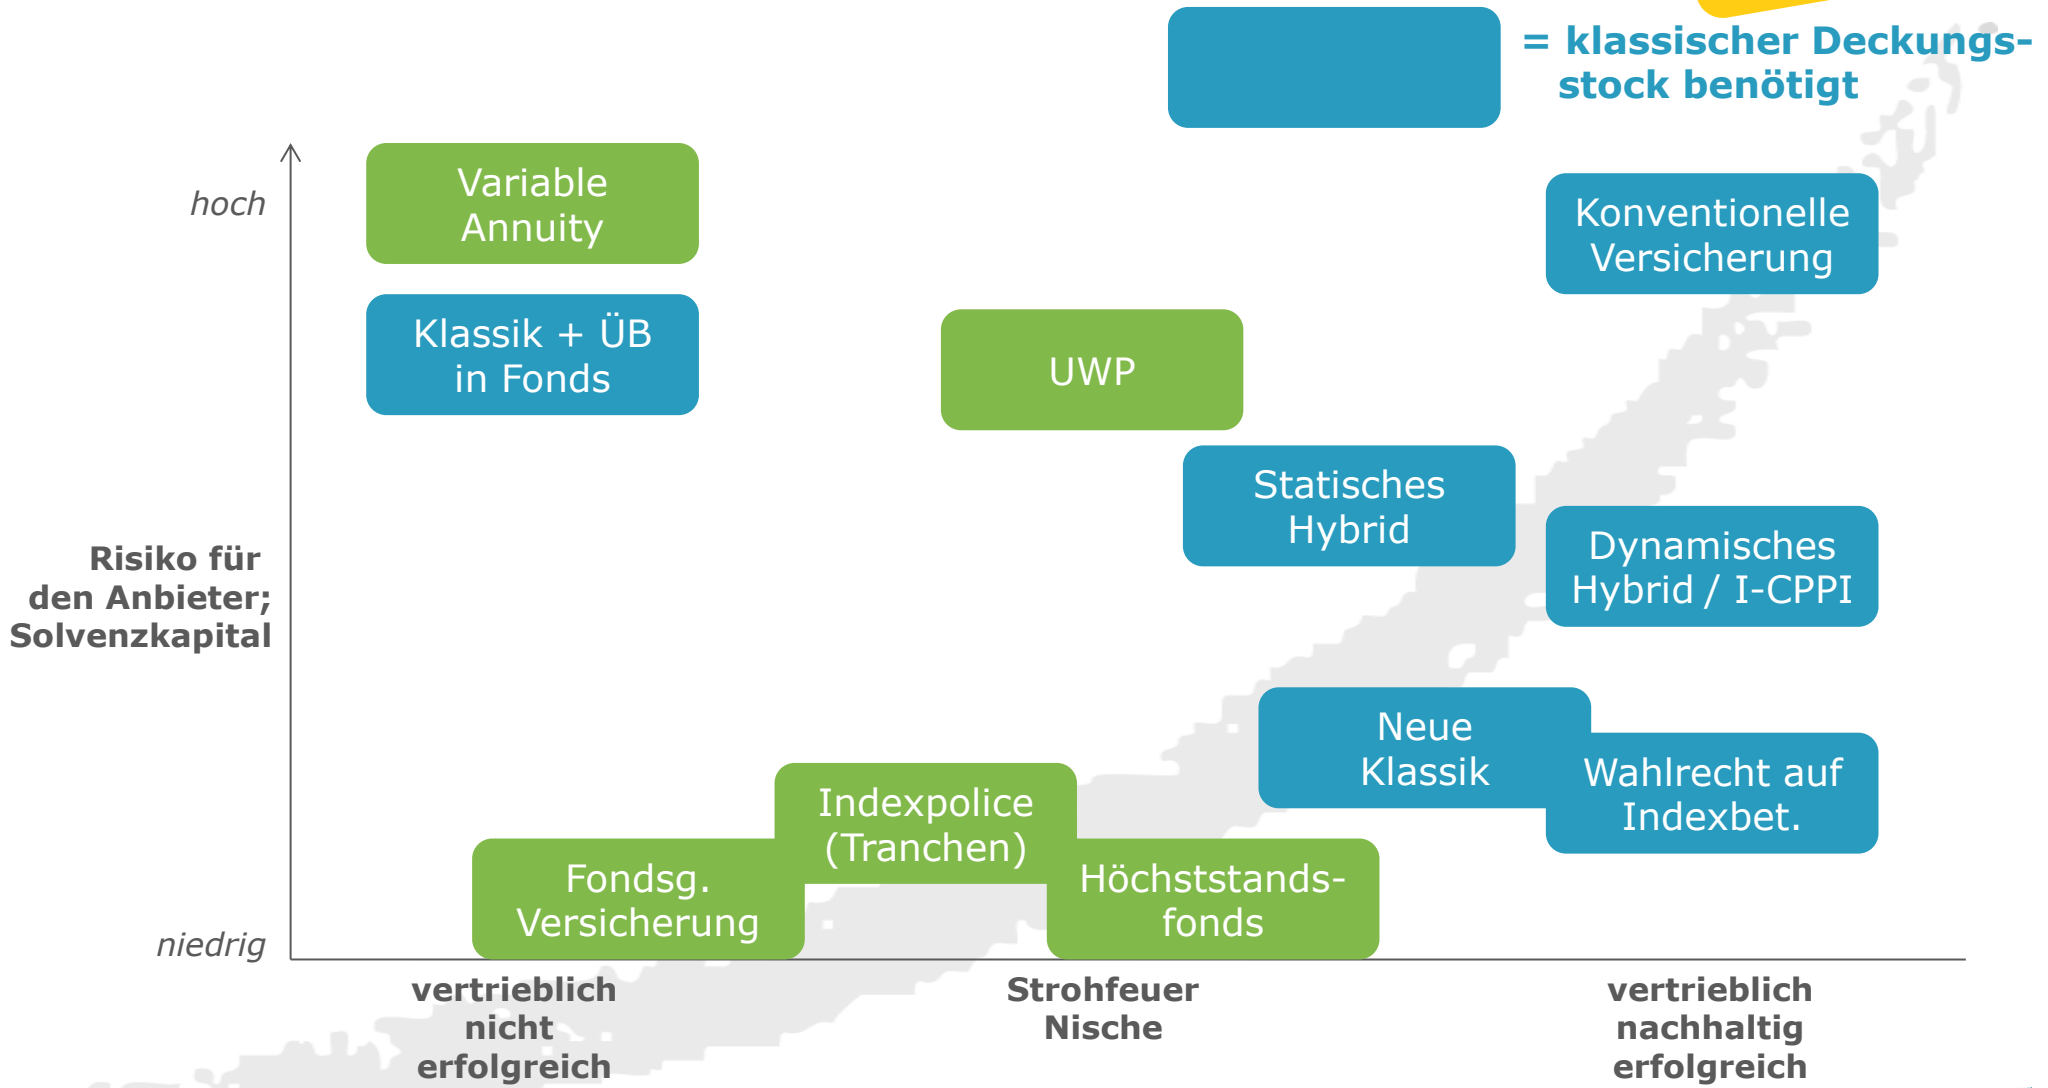 = klassischer Deckungs-
stock benötigt
hoch
Variable
Annuity
Konventionelle
Versicherung
Klassik + ÜB
in Fonds
UWP
Statisches
Hybrid
Dynamisches
Hybrid / I-CPPI
Risiko für
den Anbieter;
Solvenzkapital
Neue
Klassik
Wahlrecht auf
Indexbet.
Indexpolice
(Tranchen)
Fondsg.
Versicherung
Höchststands-
fonds
niedrig
vertrieblich
nicht
erfolgreich
Strohfeuer
Nische
vertrieblich
nachhaltig
erfolgreich